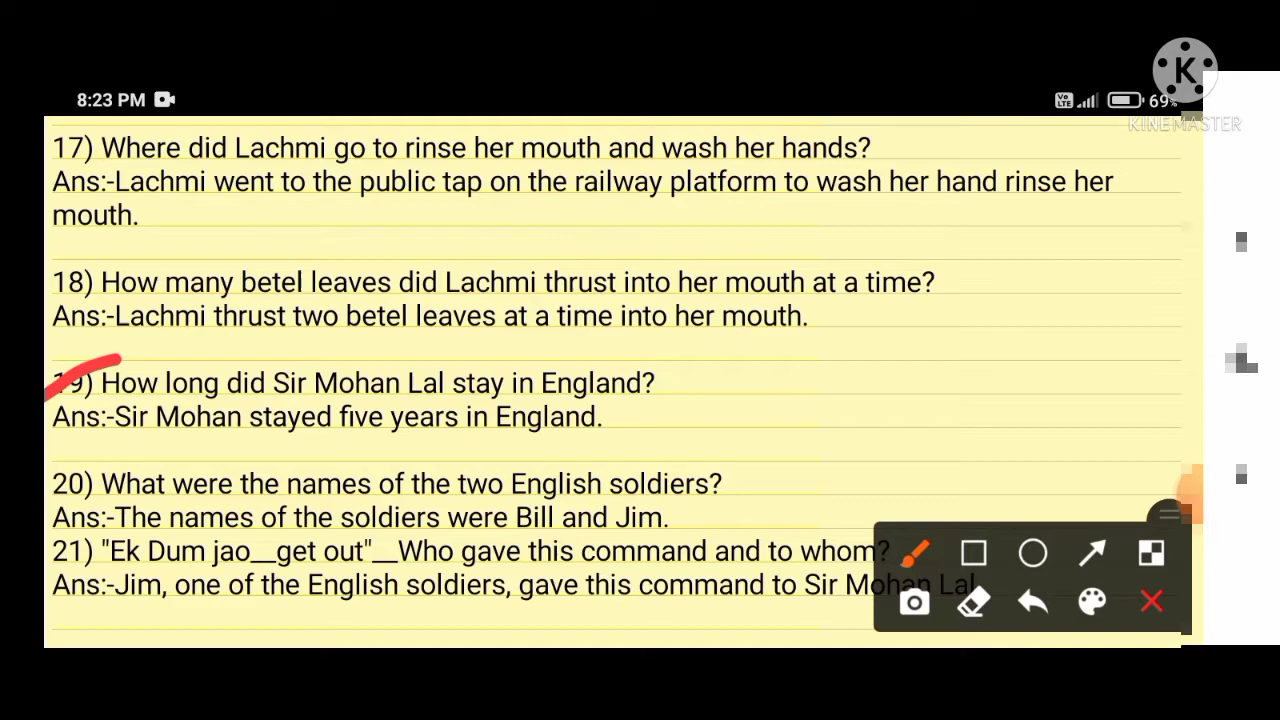 8:23 PM
Vo LTE 69%
K
KINEMASTER
17) Where did Lachmi go to rinse her mouth and wash her hands?
Ans:-Lachmi went to the public tap on the railway platform to wash her hand rinse her
mouth.
18) How many betel leaves did Lachmi thrust into her mouth at a time?
Ans:-Lachmi thrust two betel leaves at a time into her mouth.
19) How long did Sir Mohan Lal stay in England?
Ans:-Sir Mohan stayed five years in England.
20) What were the names of the two English soldiers?
Ans:-The names of the soldiers were Bill and Jim.
21) "Ek Dum jao__get out"__Who gave this command and to whom?
Ans:-Jim, one of the English soldiers, gave this command to Sir Mohan Lal